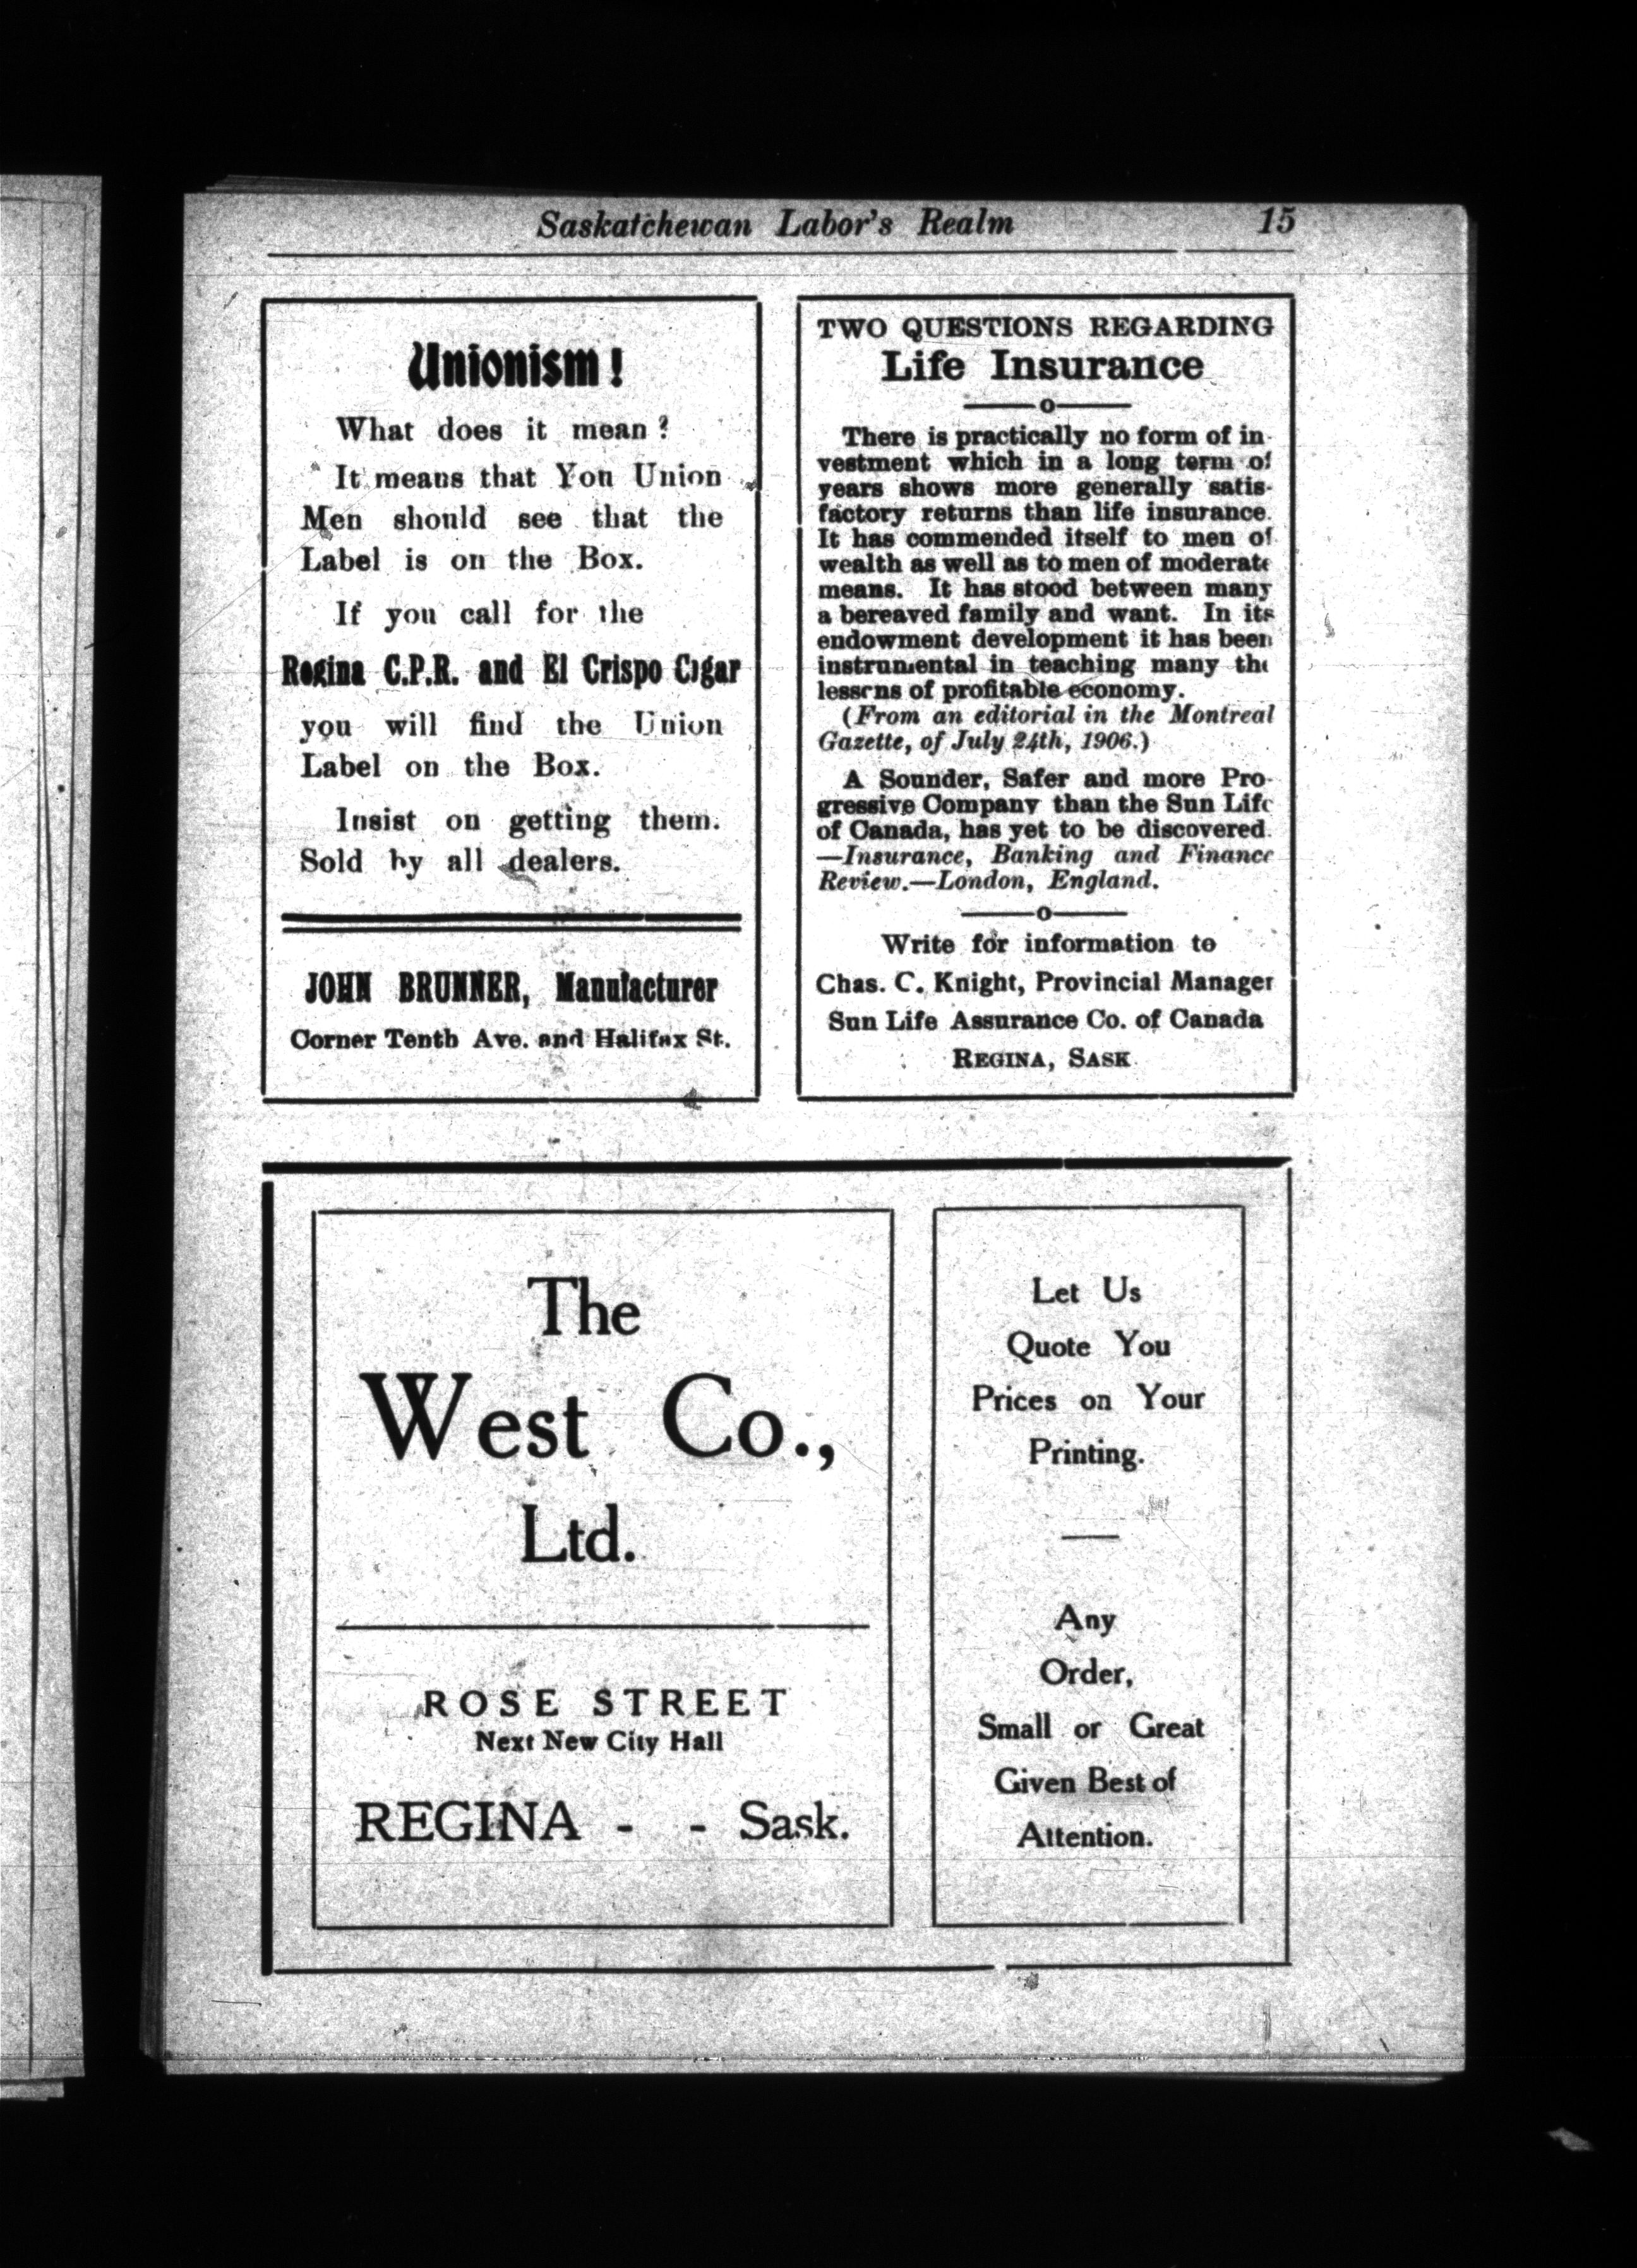 Saskatchewan Labor's Realm 15
Unionism!
What does it mean?
It means that You Union
Men should see that the
Label is on the Box.
If you call for the
Regina C.P.R. and El Crispo Cigar
you will find the Union
Label on the Box.
Insist on getting them.
Sold by all dealers.
JOHN BRUNNER, Manufacturer
Corner Tenth Ave. and Halifax St.
TWO QUESTIONS REGARDING
Life Insurance
There is practically no form of in-
vestment which in a long term of
years shows more generally satis-
factory returns than life insurance.
It has commended itself to men of
wealth as well as to men of moderate
means. It has stood between many
a bereaved family and want. In its
endowment development it has been
instrumental in teaching many the
lessons of profitable economy.
(From an editorial in the Montreal
Gazette, of July 24th, 1906.)
A Sounder, Safer and more Pro-
gressive Company than the Sun Life
of Canada, has yet to be discovered.
—Insurance, Banking and Finance
Review.—London, England.
Write for information to
Chas. C. Knight, Provincial Manager
Sun Life Assurance Co. of Canada
REGINA, SASK.
The
West Co.,
Ltd.
ROSE STREET
Next New City Hall
REGINA - - Sask.
Let Us
Quote You
Prices on Your
Printing.
Any
Order,
Small or Great
Given Best of
Attention.